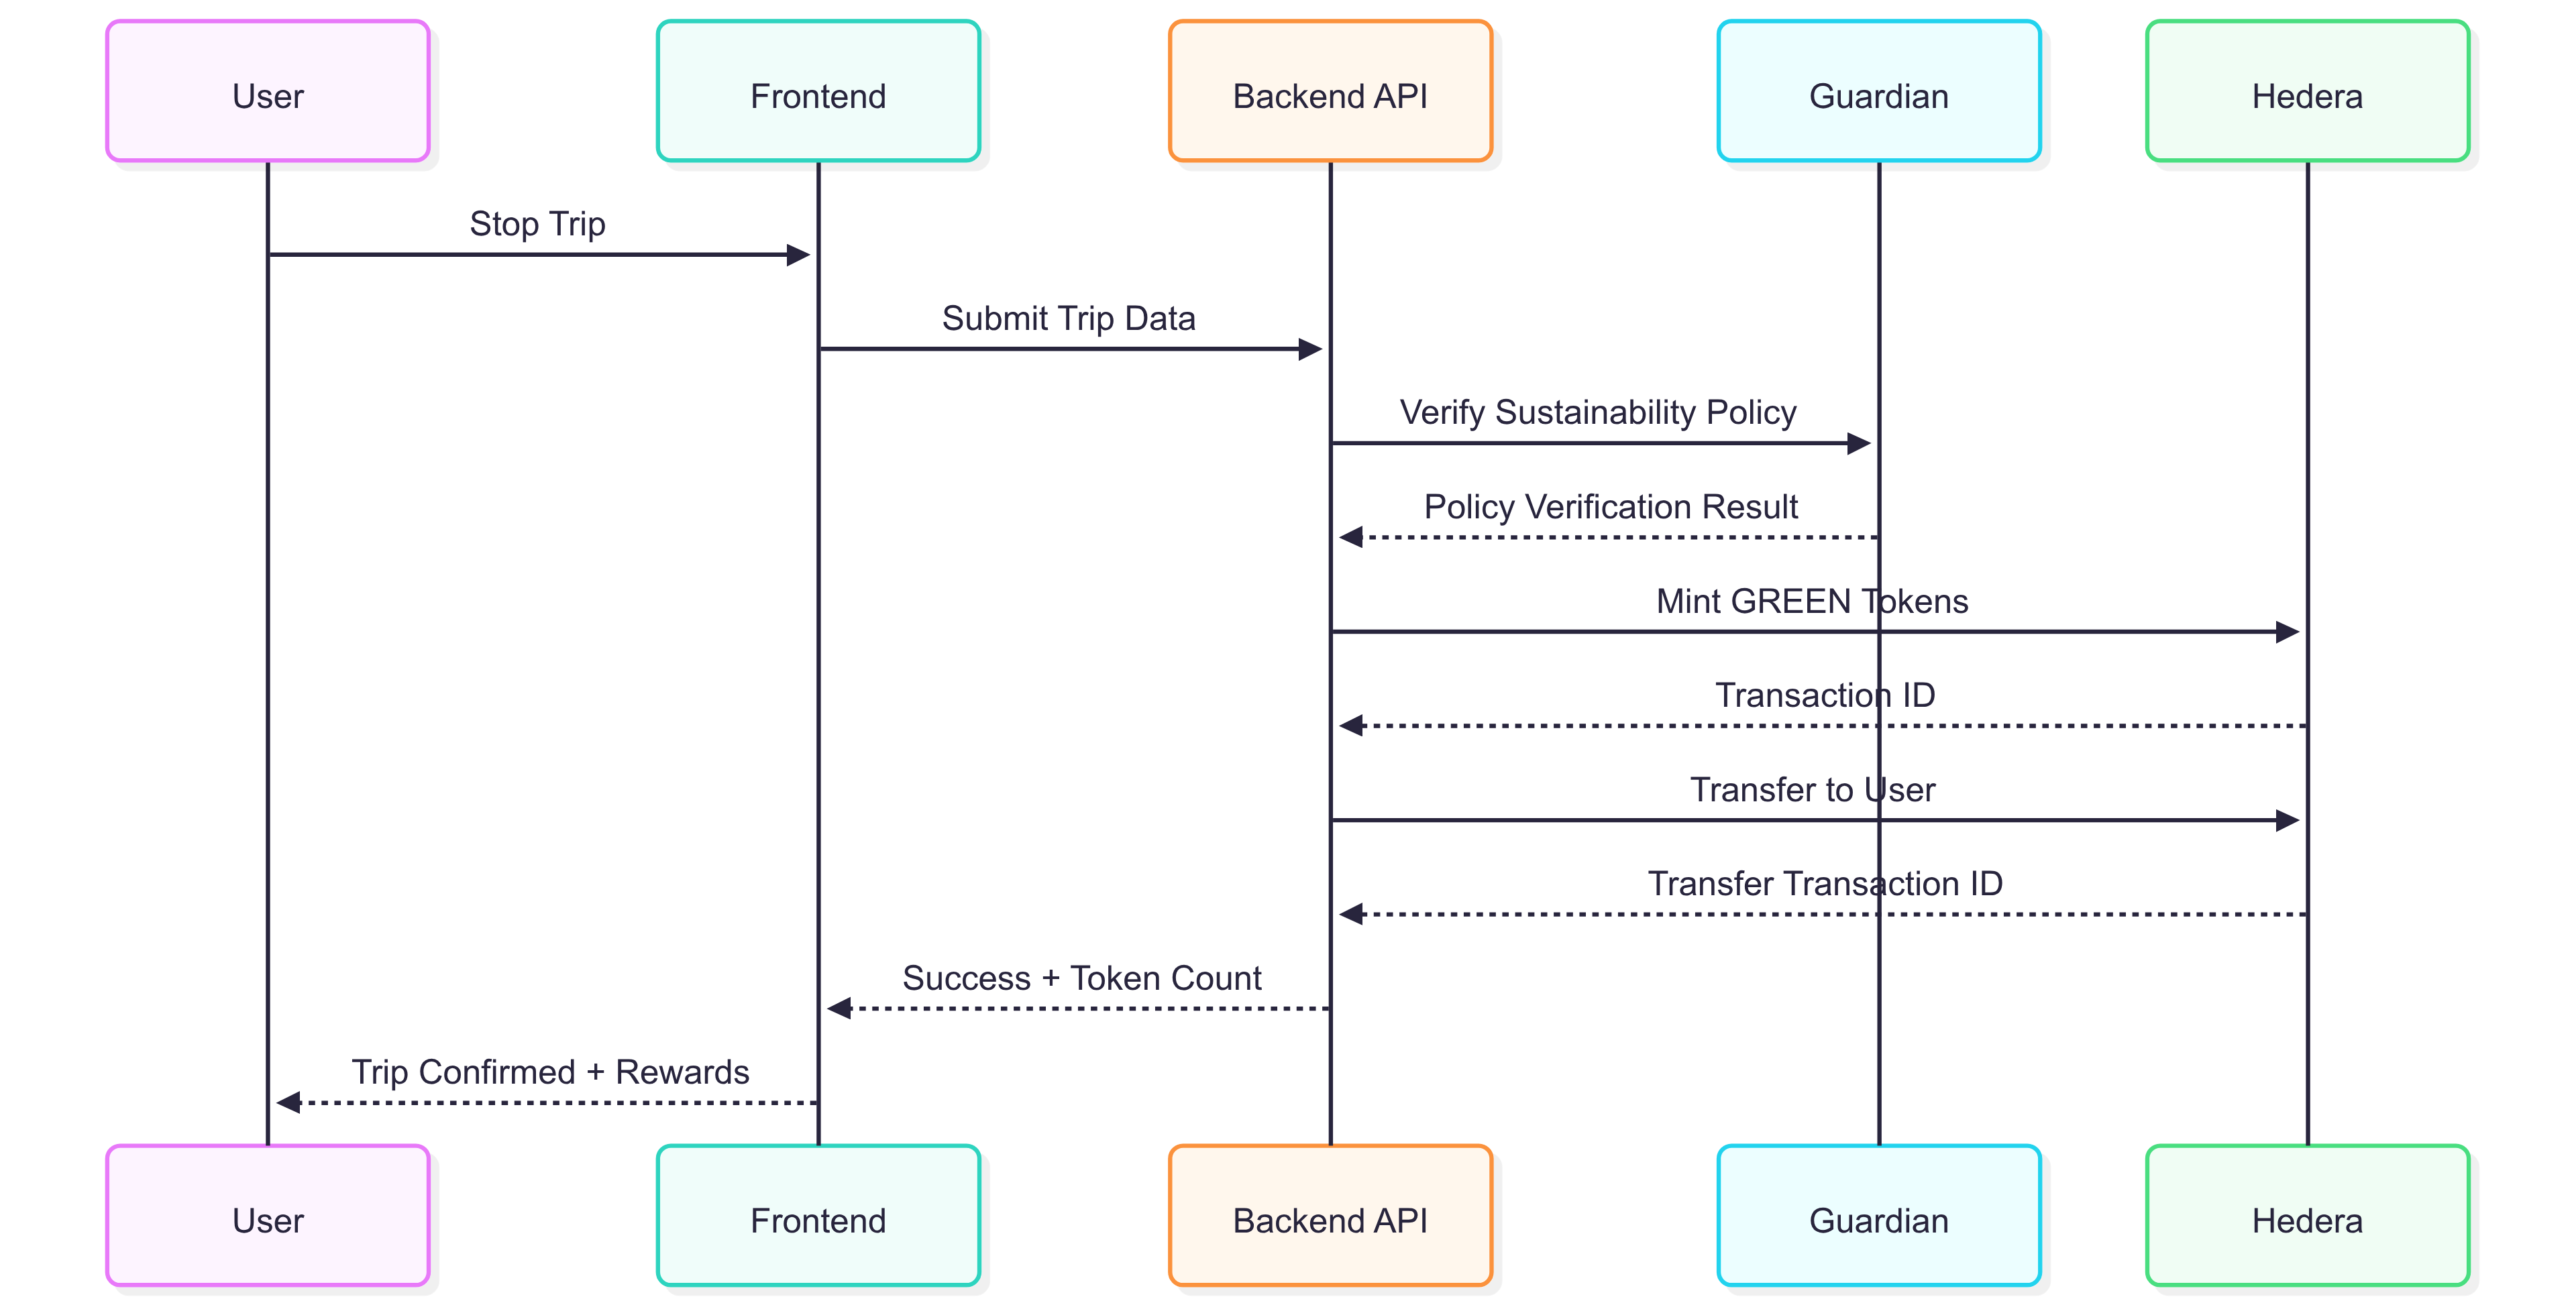 User
Frontend
Backend API
Guardian
Hedera
Stop Trip
Submit Trip Data
Verify Sustainability Policy
Policy Verification Result
Mint GREEN Tokens
Transaction ID
Transfer to User
Transfer Transaction ID
Success + Token Count
Trip Confirmed + Rewards
User
Frontend
Backend API
Guardian
Hedera